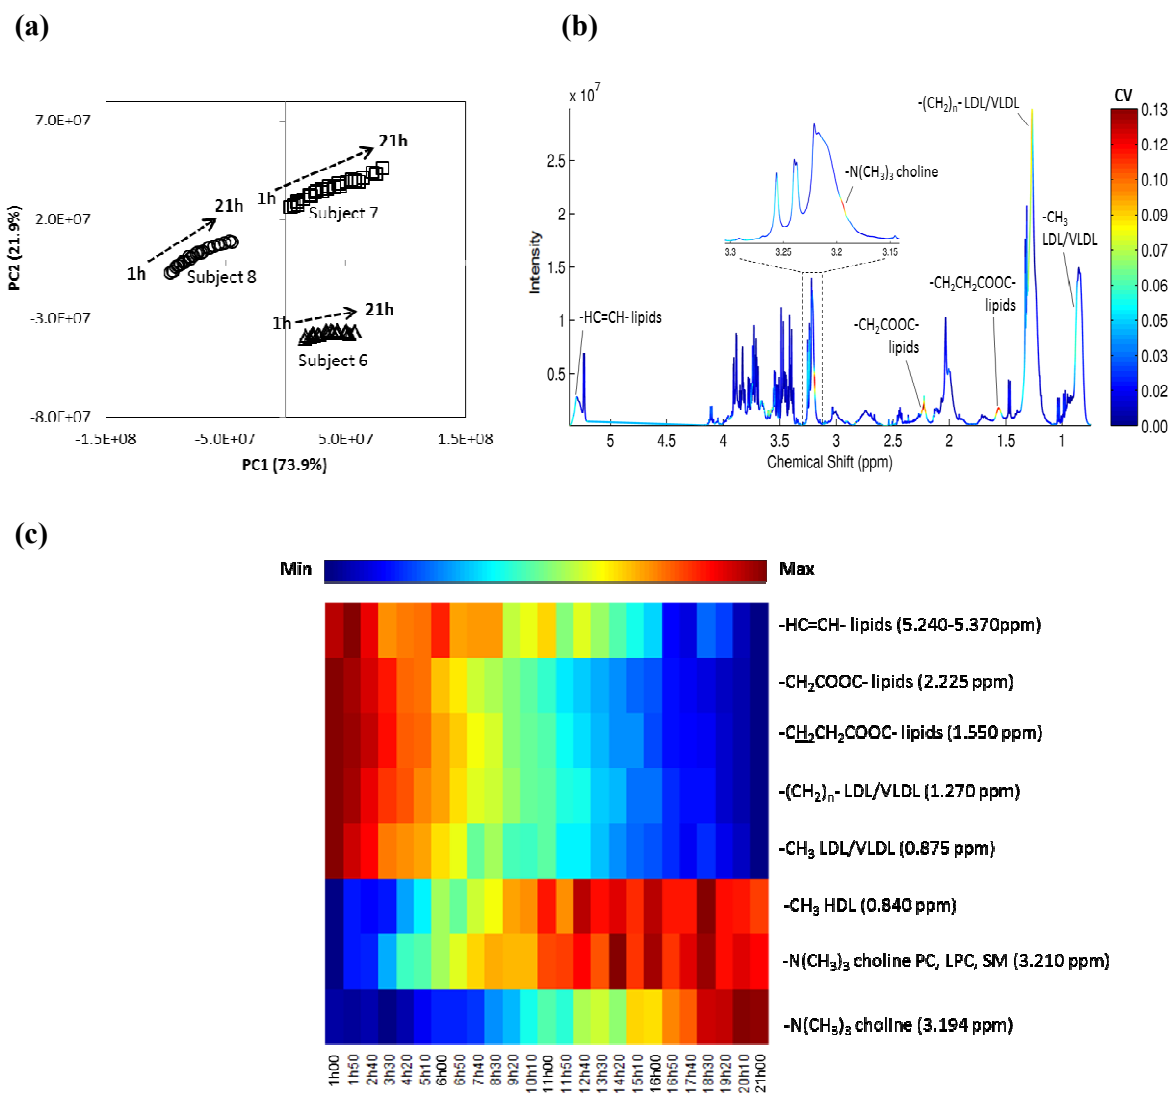 (a)
(b)
7.0E+07
2.0E+07
-3.0E+07
-8.0E+07
-1.5E+08
-5.0E+07
5.0E+07
1.5E+08
PC2 (21.9%)
PC1 (73.9%)
21h
1h
Subject 7
21h
1h
Subject 8
21h
1h
Subject 6
x 10^7
2.5
2
1.5
1
0.5
Intensity
5
4.5
4
3.5
3
2.5
2
1.5
1
Chemical Shift (ppm)
-HC=CH- lipids
3.3
3.25
3.2
3.15
-N(CH₃)₃ choline
-(CH₂)ₙ- LDL/VLDL
-CH₃
LDL/VLDL
-CH₂CH₂COOC-
lipids
-CH₂COOC-
lipids
CV
0.13
0.12
0.10
0.09
0.08
0.07
0.06
0.04
0.03
0.02
0.00
(c)
Min
Max
-HC=CH- lipids (5.240-5.370ppm)
-CH₂COOC- lipids (2.225 ppm)
-CH₂CH₂COOC- lipids (1.550 ppm)
-(CH₂)ₙ- LDL/VLDL (1.270 ppm)
-CH₃ LDL/VLDL (0.875 ppm)
-CH₃ HDL (0.840 ppm)
-N(CH₃)₃ choline PC, LPC, SM (3.210 ppm)
-N(CH₃)₃ choline (3.194 ppm)
1h00
1h50
2h40
3h30
4h20
5h10
6h00
6h50
7h40
8h30
9h20
10h10
11h00
11h50
12h40
13h30
14h20
15h10
16h00
16h50
17h40
18h30
19h20
20h10
21h00